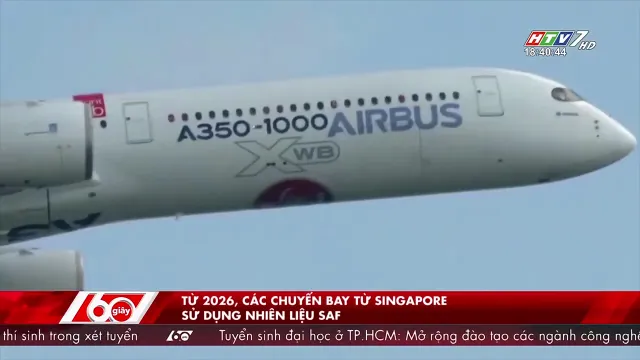 HTV7 HD
18:40:44
A350-1000 AIRBUS
XWB
60 giây
TỪ 2026, CÁC CHUYẾN BAY TỪ SINGAPORE
SỬ DỤNG NHIÊN LIỆU SAF
thí sinh trong xét tuyển 60 Tuyển sinh đại học ở TP.HCM: Mở rộng đào tạo các ngành công nghệ